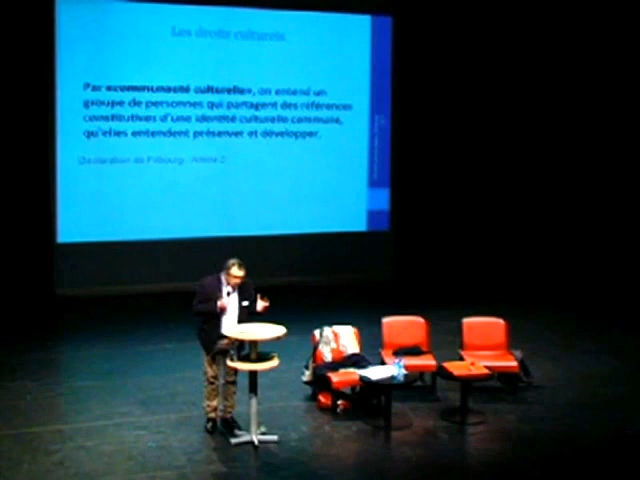 Les droits culturels
Par «communauté culturelle», on entend un
groupe de personnes qui partagent des références
constitutives d'une identité culturelle commune,
qu'elles entendent préserver et développer.
Déclaration de Fribourg - Article 2